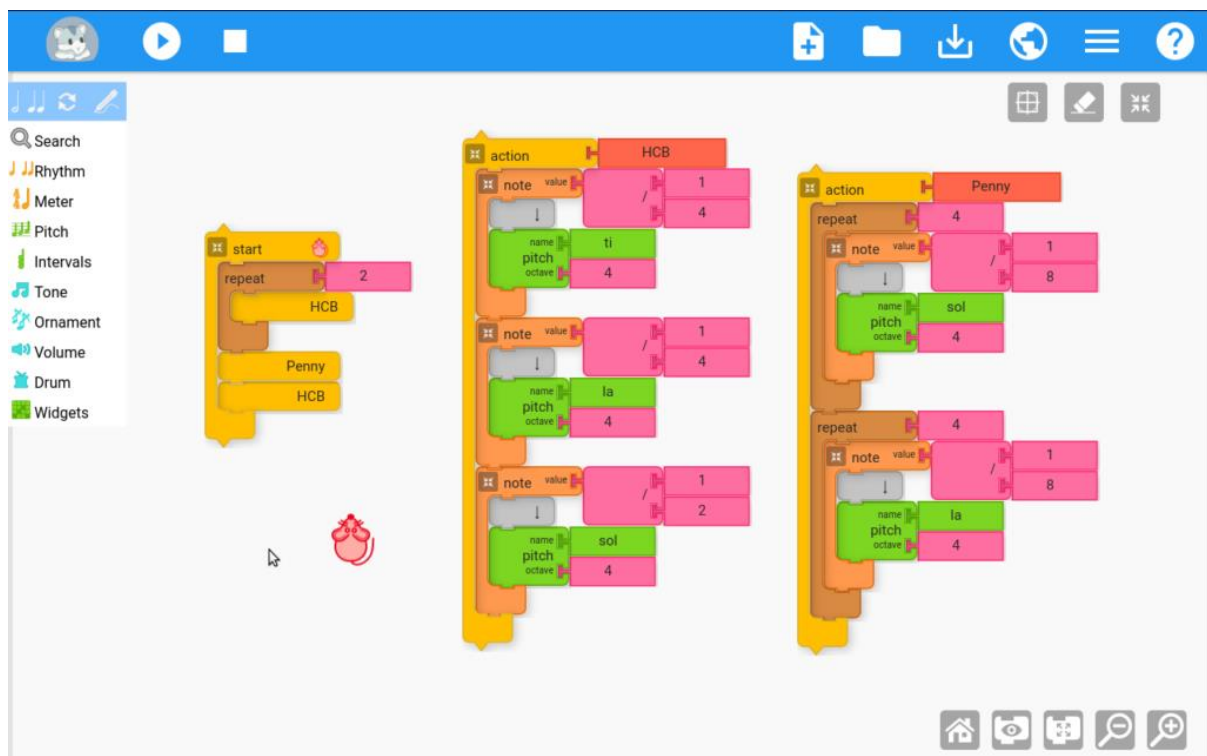 Search
Rhythm
Meter
Pitch
Intervals
Tone
Ornament
Volume
Drum
Widgets
start
repeat 2
HCB
Penny
HCB
action HCB
note value 1 / 4
↓
name ti
pitch
octave 4
note value 1 / 4
↓
name la
pitch
octave 4
note value 1 / 2
↓
name sol
pitch
octave 4
action Penny
repeat 4
note value 1 / 8
↓
name sol
pitch
octave 4
repeat 4
note value 1 / 8
↓
name la
pitch
octave 4